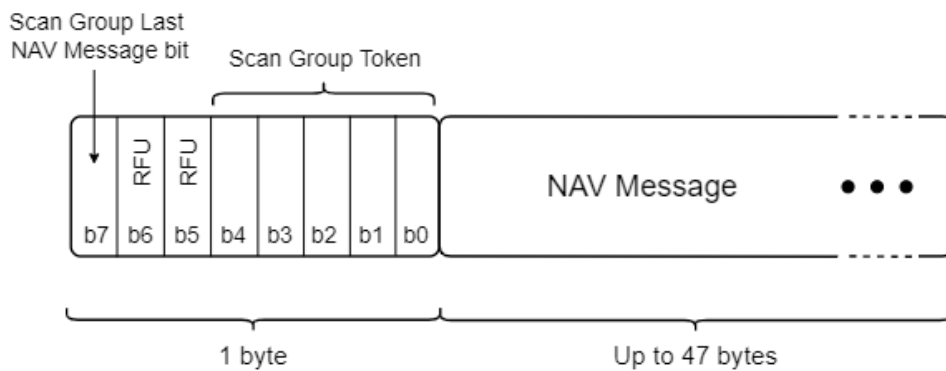 Scan Group Last
NAV Message bit
Scan Group Token
RFU
RFU
b7
b6
b5
b4
b3
b2
b1
b0
NAV Message
1 byte
Up to 47 bytes